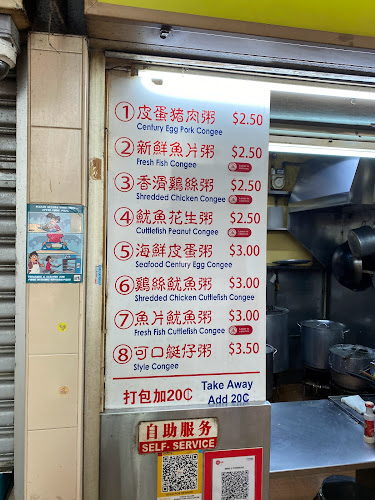 ① 皮蛋猪肉粥 $2.50
Century Egg Pork Congee
② 新鮮魚片粥 $2.50
Fresh Fish Congee
③ 香滑鷄絲粥 $2.50
Shredded Chicken Congee
④ 魷魚花生粥 $2.50
Cuttlefish Peanut Congee
⑤ 海鮮皮蛋粥 $3.00
Seafood Century Egg Congee
⑥ 鷄絲魷魚粥 $3.00
Shredded Chicken Cuttlefish Congee
⑦ 魚片魷魚粥 $3.00
Fresh Fish Cuttlefish Congee
⑧ 可口艇仔粥 $3.50
Style Congee
打包加20C Take Away
Add 20C
自助服务
SELF- SERVICE